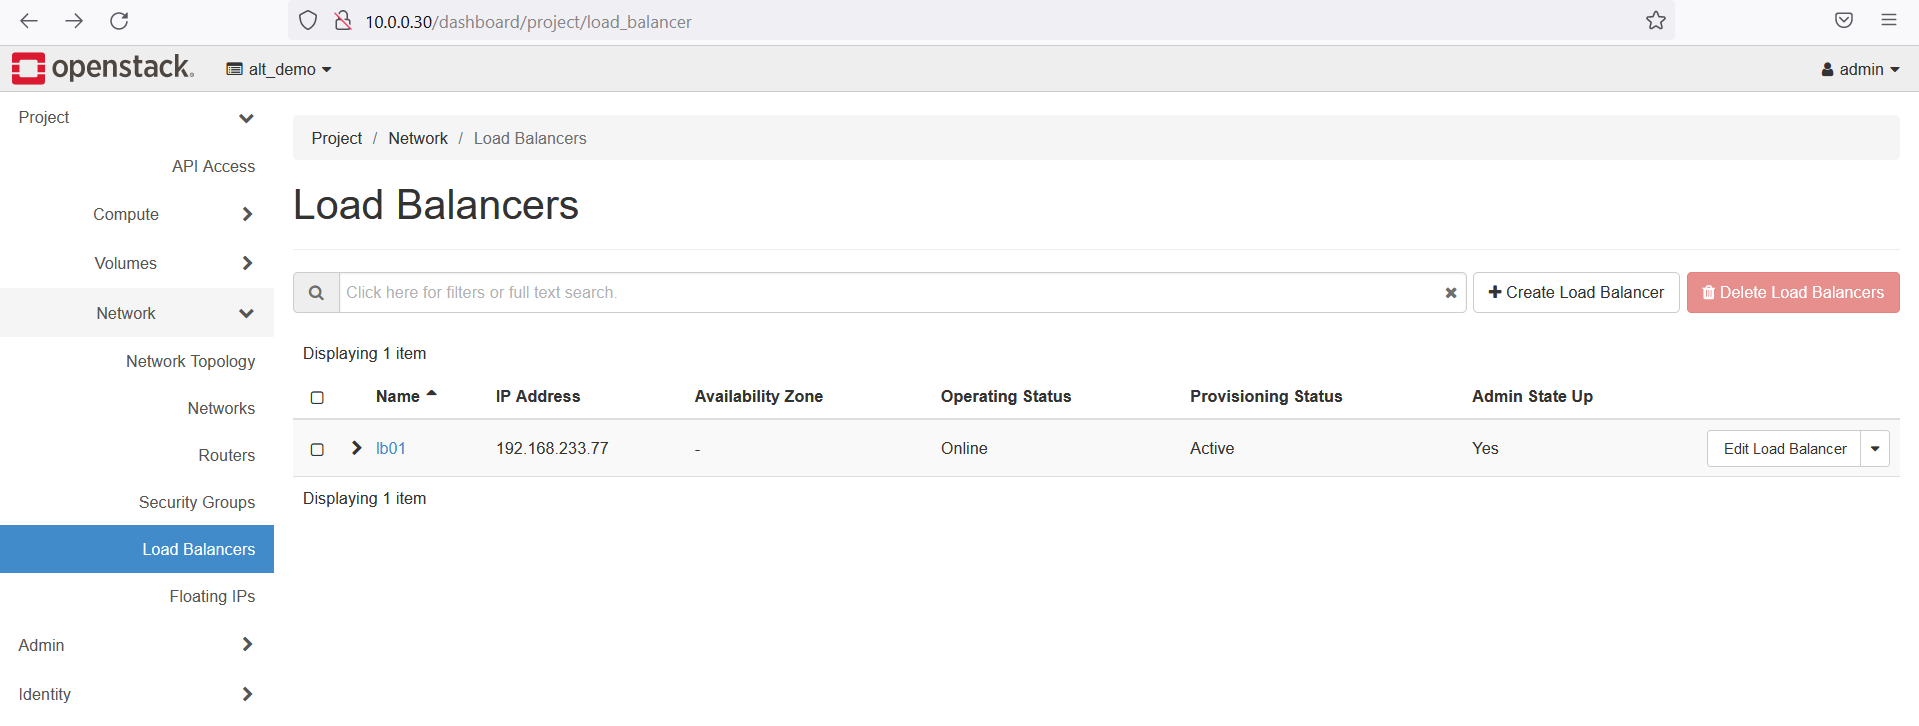 10.0.0.30/dashboard/project/load_balancer
openstack.
alt_demo
admin
Project
API Access
Compute
Volumes
Network
Network Topology
Networks
Routers
Security Groups
Load Balancers
Floating IPs
Admin
Identity
Project / Network / Load Balancers
Load Balancers
Click here for filters or full text search.
Create Load Balancer
Delete Load Balancers
Displaying 1 item
Name IP Address Availability Zone Operating Status Provisioning Status Admin State Up
lb01 192.168.233.77 - Online Active Yes Edit Load Balancer
Displaying 1 item